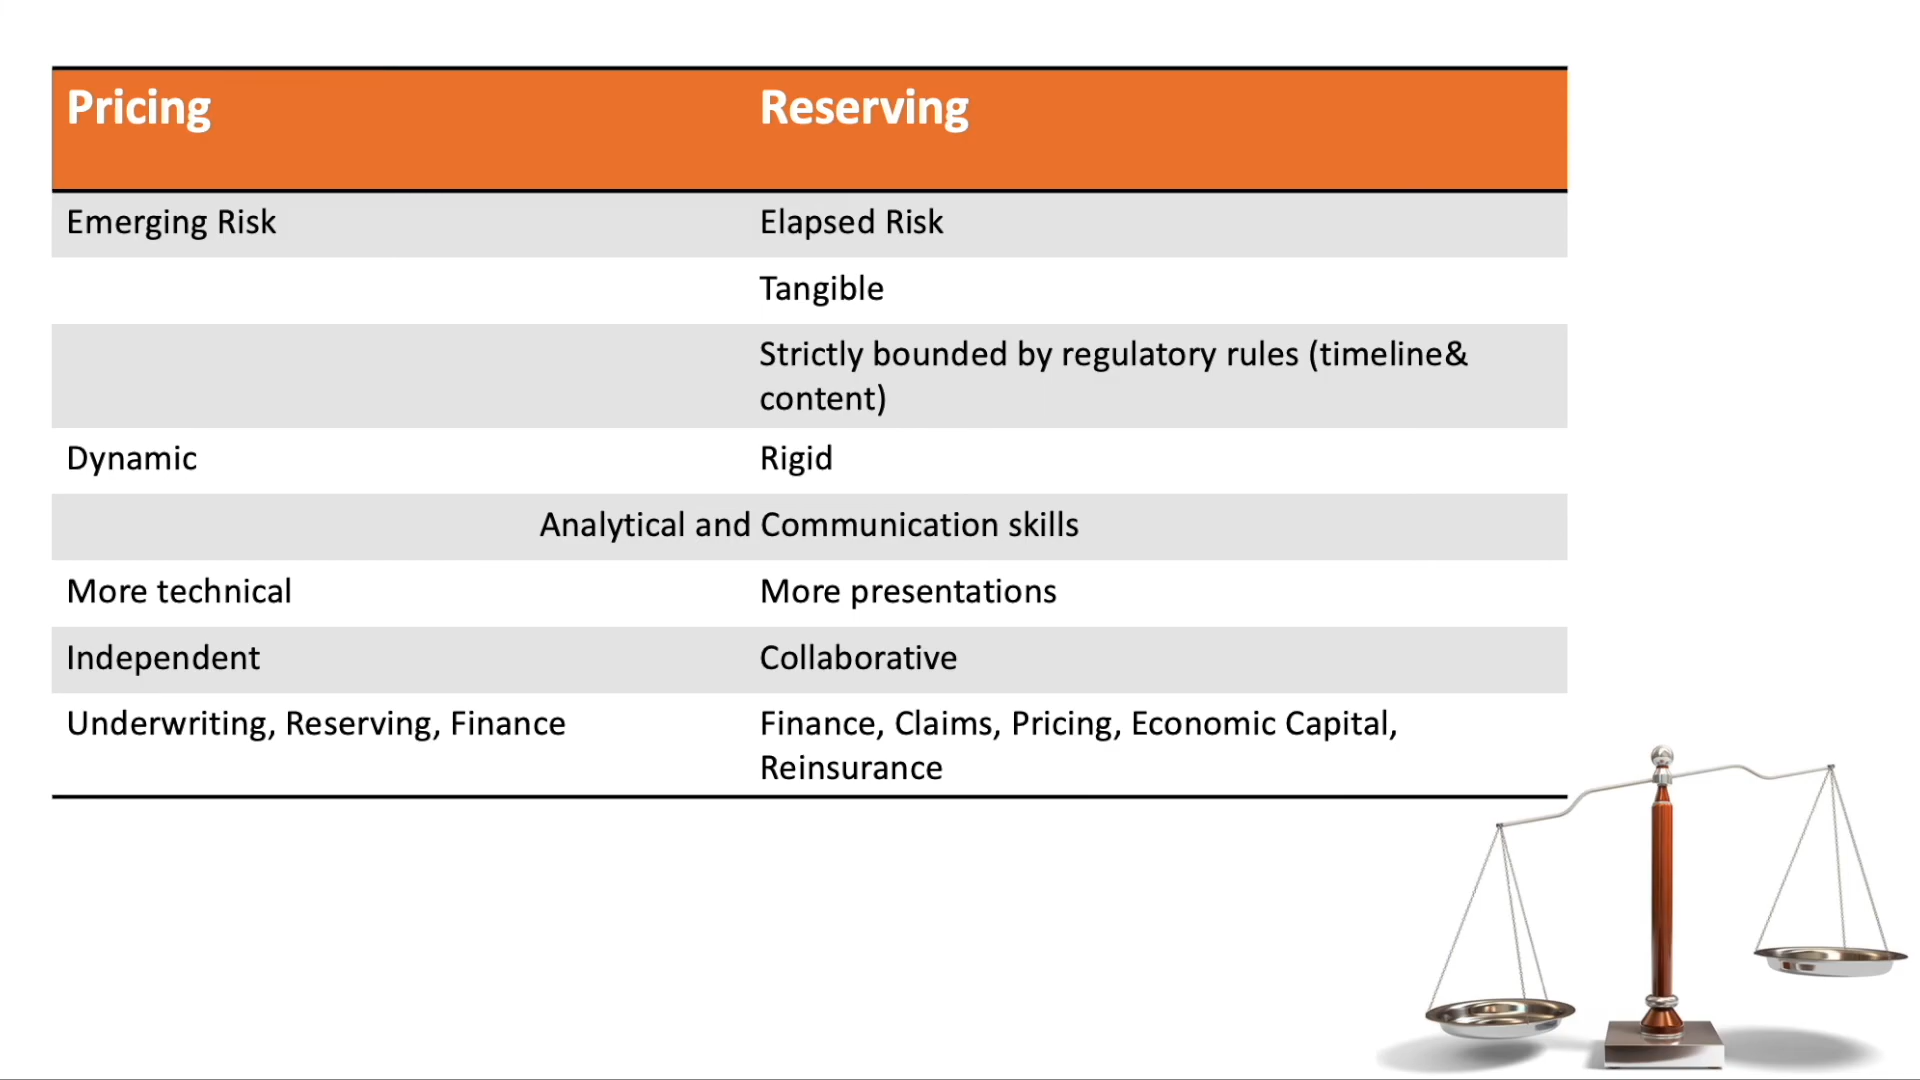 Pricing
Reserving
Emerging Risk
Elapsed Risk
Tangible
Strictly bounded by regulatory rules (timeline&
content)
Dynamic
Rigid
Analytical and Communication skills
More technical
More presentations
Independent
Collaborative
Underwriting, Reserving, Finance
Finance, Claims, Pricing, Economic Capital,
Reinsurance